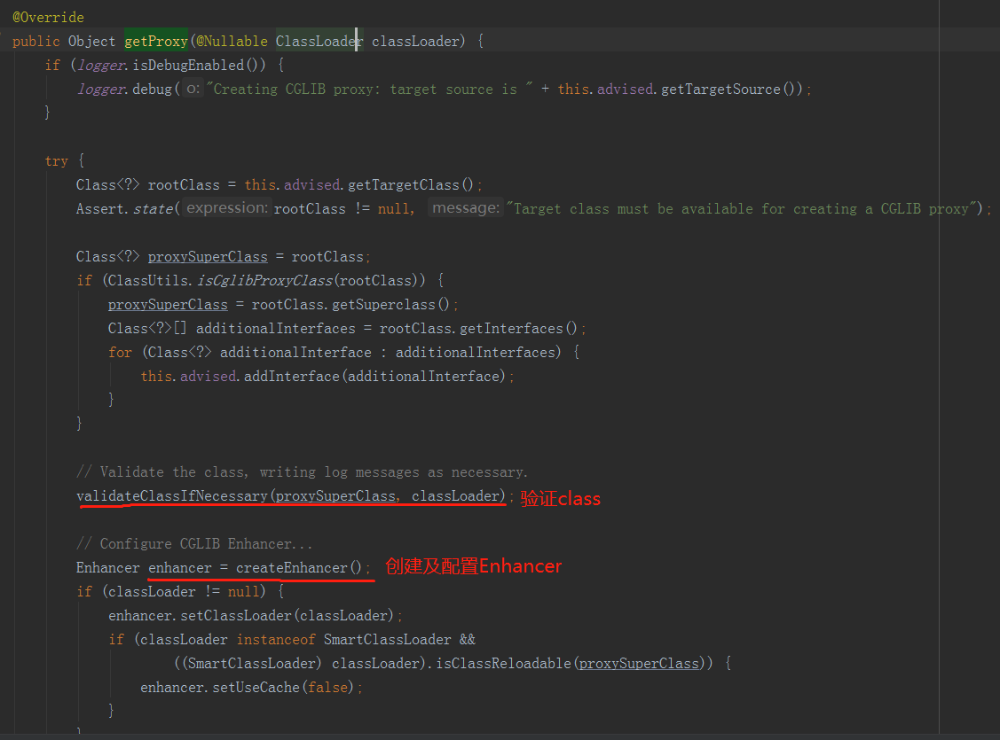 @Override
public Object getProxy(@Nullable ClassLoader classLoader) {
if (logger.isDebugEnabled()) {
logger.debug( o: "Creating CGLIB proxy: target source is " + this.advised.getTargetSource());
}
try {
Class<?> rootClass = this.advised.getTargetClass();
Assert.state( expression: rootClass != null, message: "Target class must be available for creating a CGLIB proxy");
Class<?> proxySuperClass = rootClass;
if (ClassUtils.isCglibProxyClass(rootClass)) {
proxySuperClass = rootClass.getSuperclass();
Class<?>[] additionalInterfaces = rootClass.getInterfaces();
for (Class<?> additionalInterface : additionalInterfaces) {
this.advised.addInterface(additionalInterface);
}
}
// Validate the class, writing log messages as necessary.
validateClassIfNecessary(proxySuperClass, classLoader); 验证class
// Configure CGLIB Enhancer...
Enhancer enhancer = createEnhancer(); 创建及配置Enhancer
if (classLoader != null) {
enhancer.setClassLoader(classLoader);
if (classLoader instanceof SmartClassLoader &&
((SmartClassLoader) classLoader).isClassReloadable(proxySuperClass)) {
enhancer.setUseCache(false);
}
}